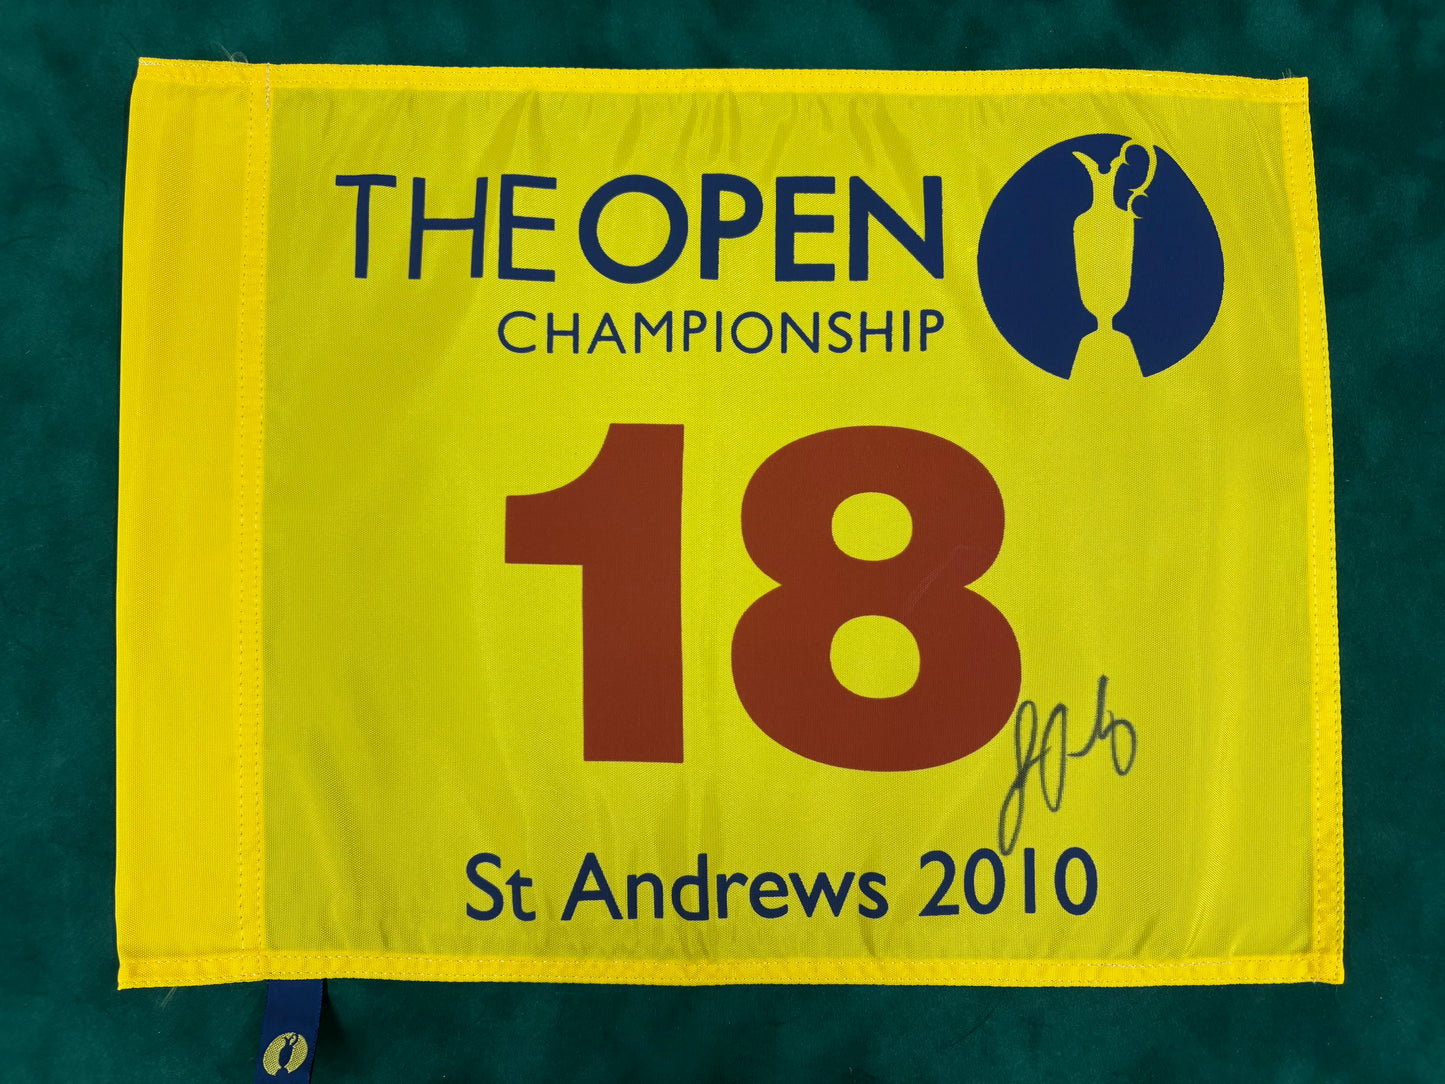 THE OPEN
CHAMPIONSHIP
18
St Andrews 2010